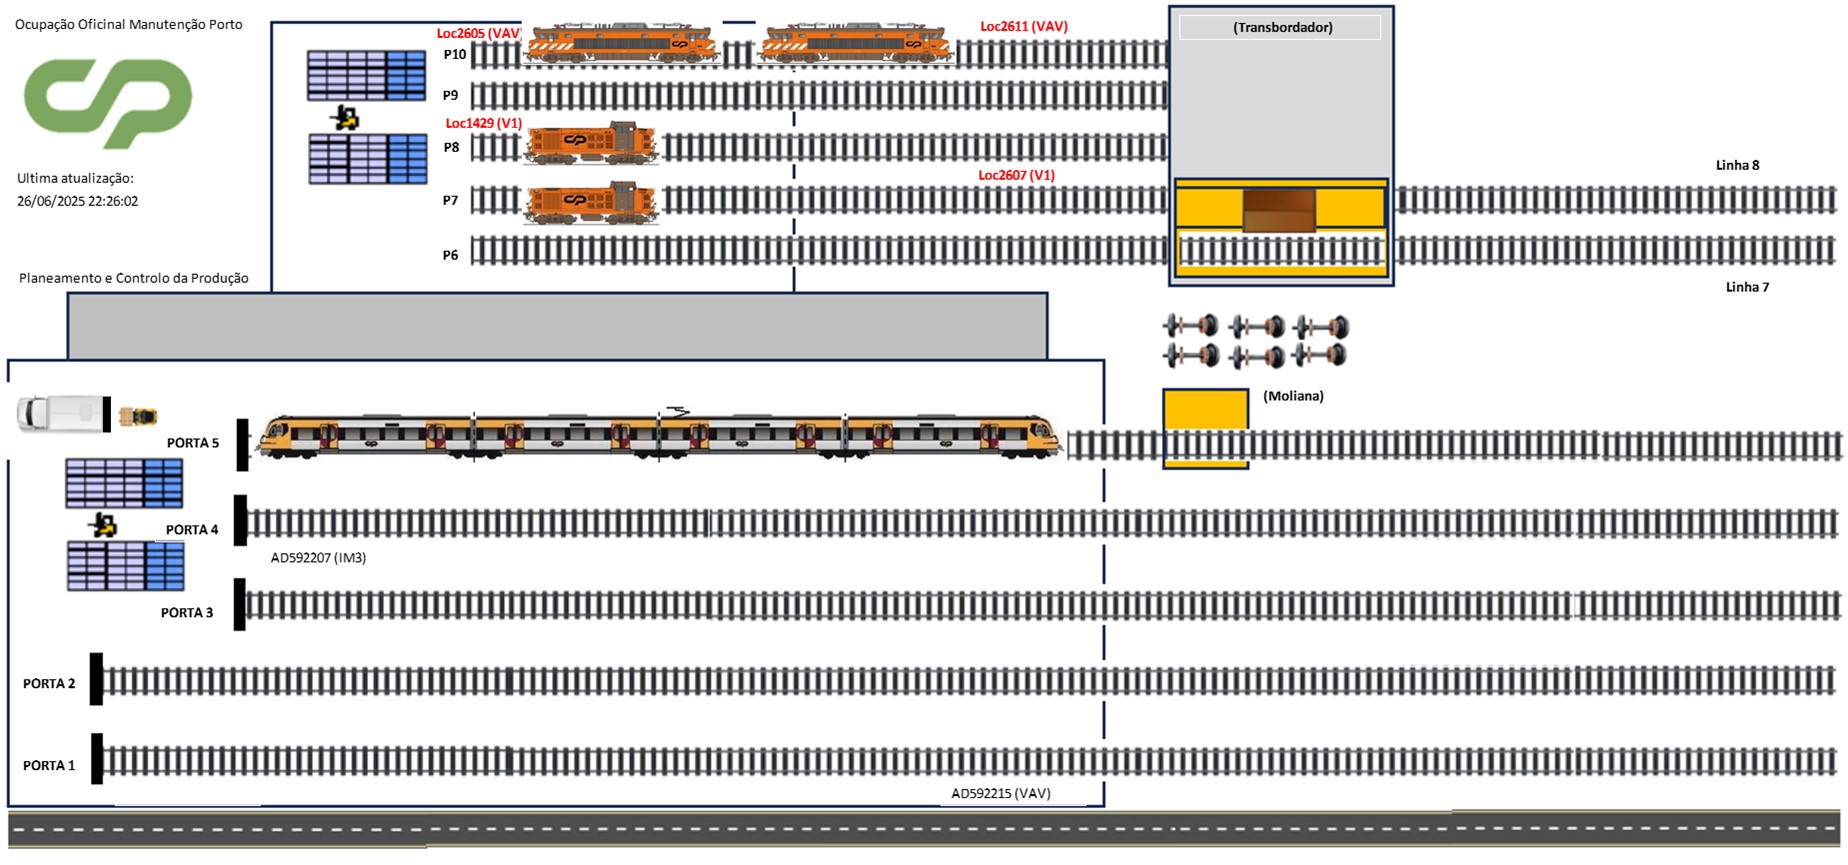 Ocupação Oficinal Manutenção Porto
Ultima atualização:
26/06/2025 22:26:02
Planeamento e Controlo da Produção
Loc2605 (VAV)
Loc2611 (VAV)
(Transbordador)
P10
P9
Loc1429 (V1)
P8
Loc2607 (V1)
Linha 8
P7
P6
Linha 7
(Moliana)
PORTA 5
PORTA 4
AD592207 (IM3)
PORTA 3
PORTA 2
PORTA 1
AD592215 (VAV)